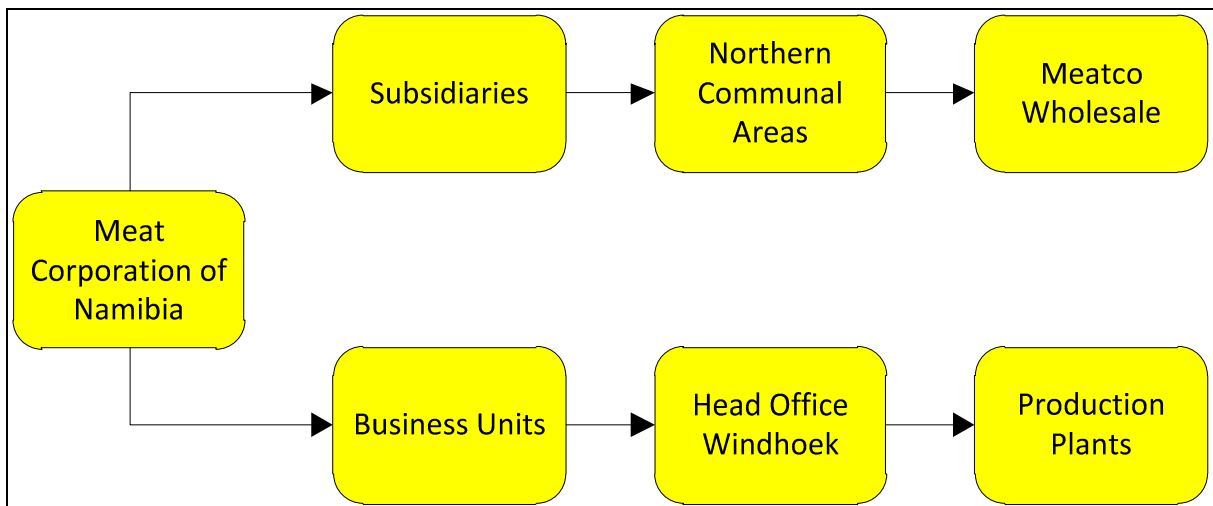 Subsidiaries
Northern
Communal
Areas
Meatco
Wholesale
Meat
Corporation of
Namibia
Business Units
Head Office
Windhoek
Production
Plants